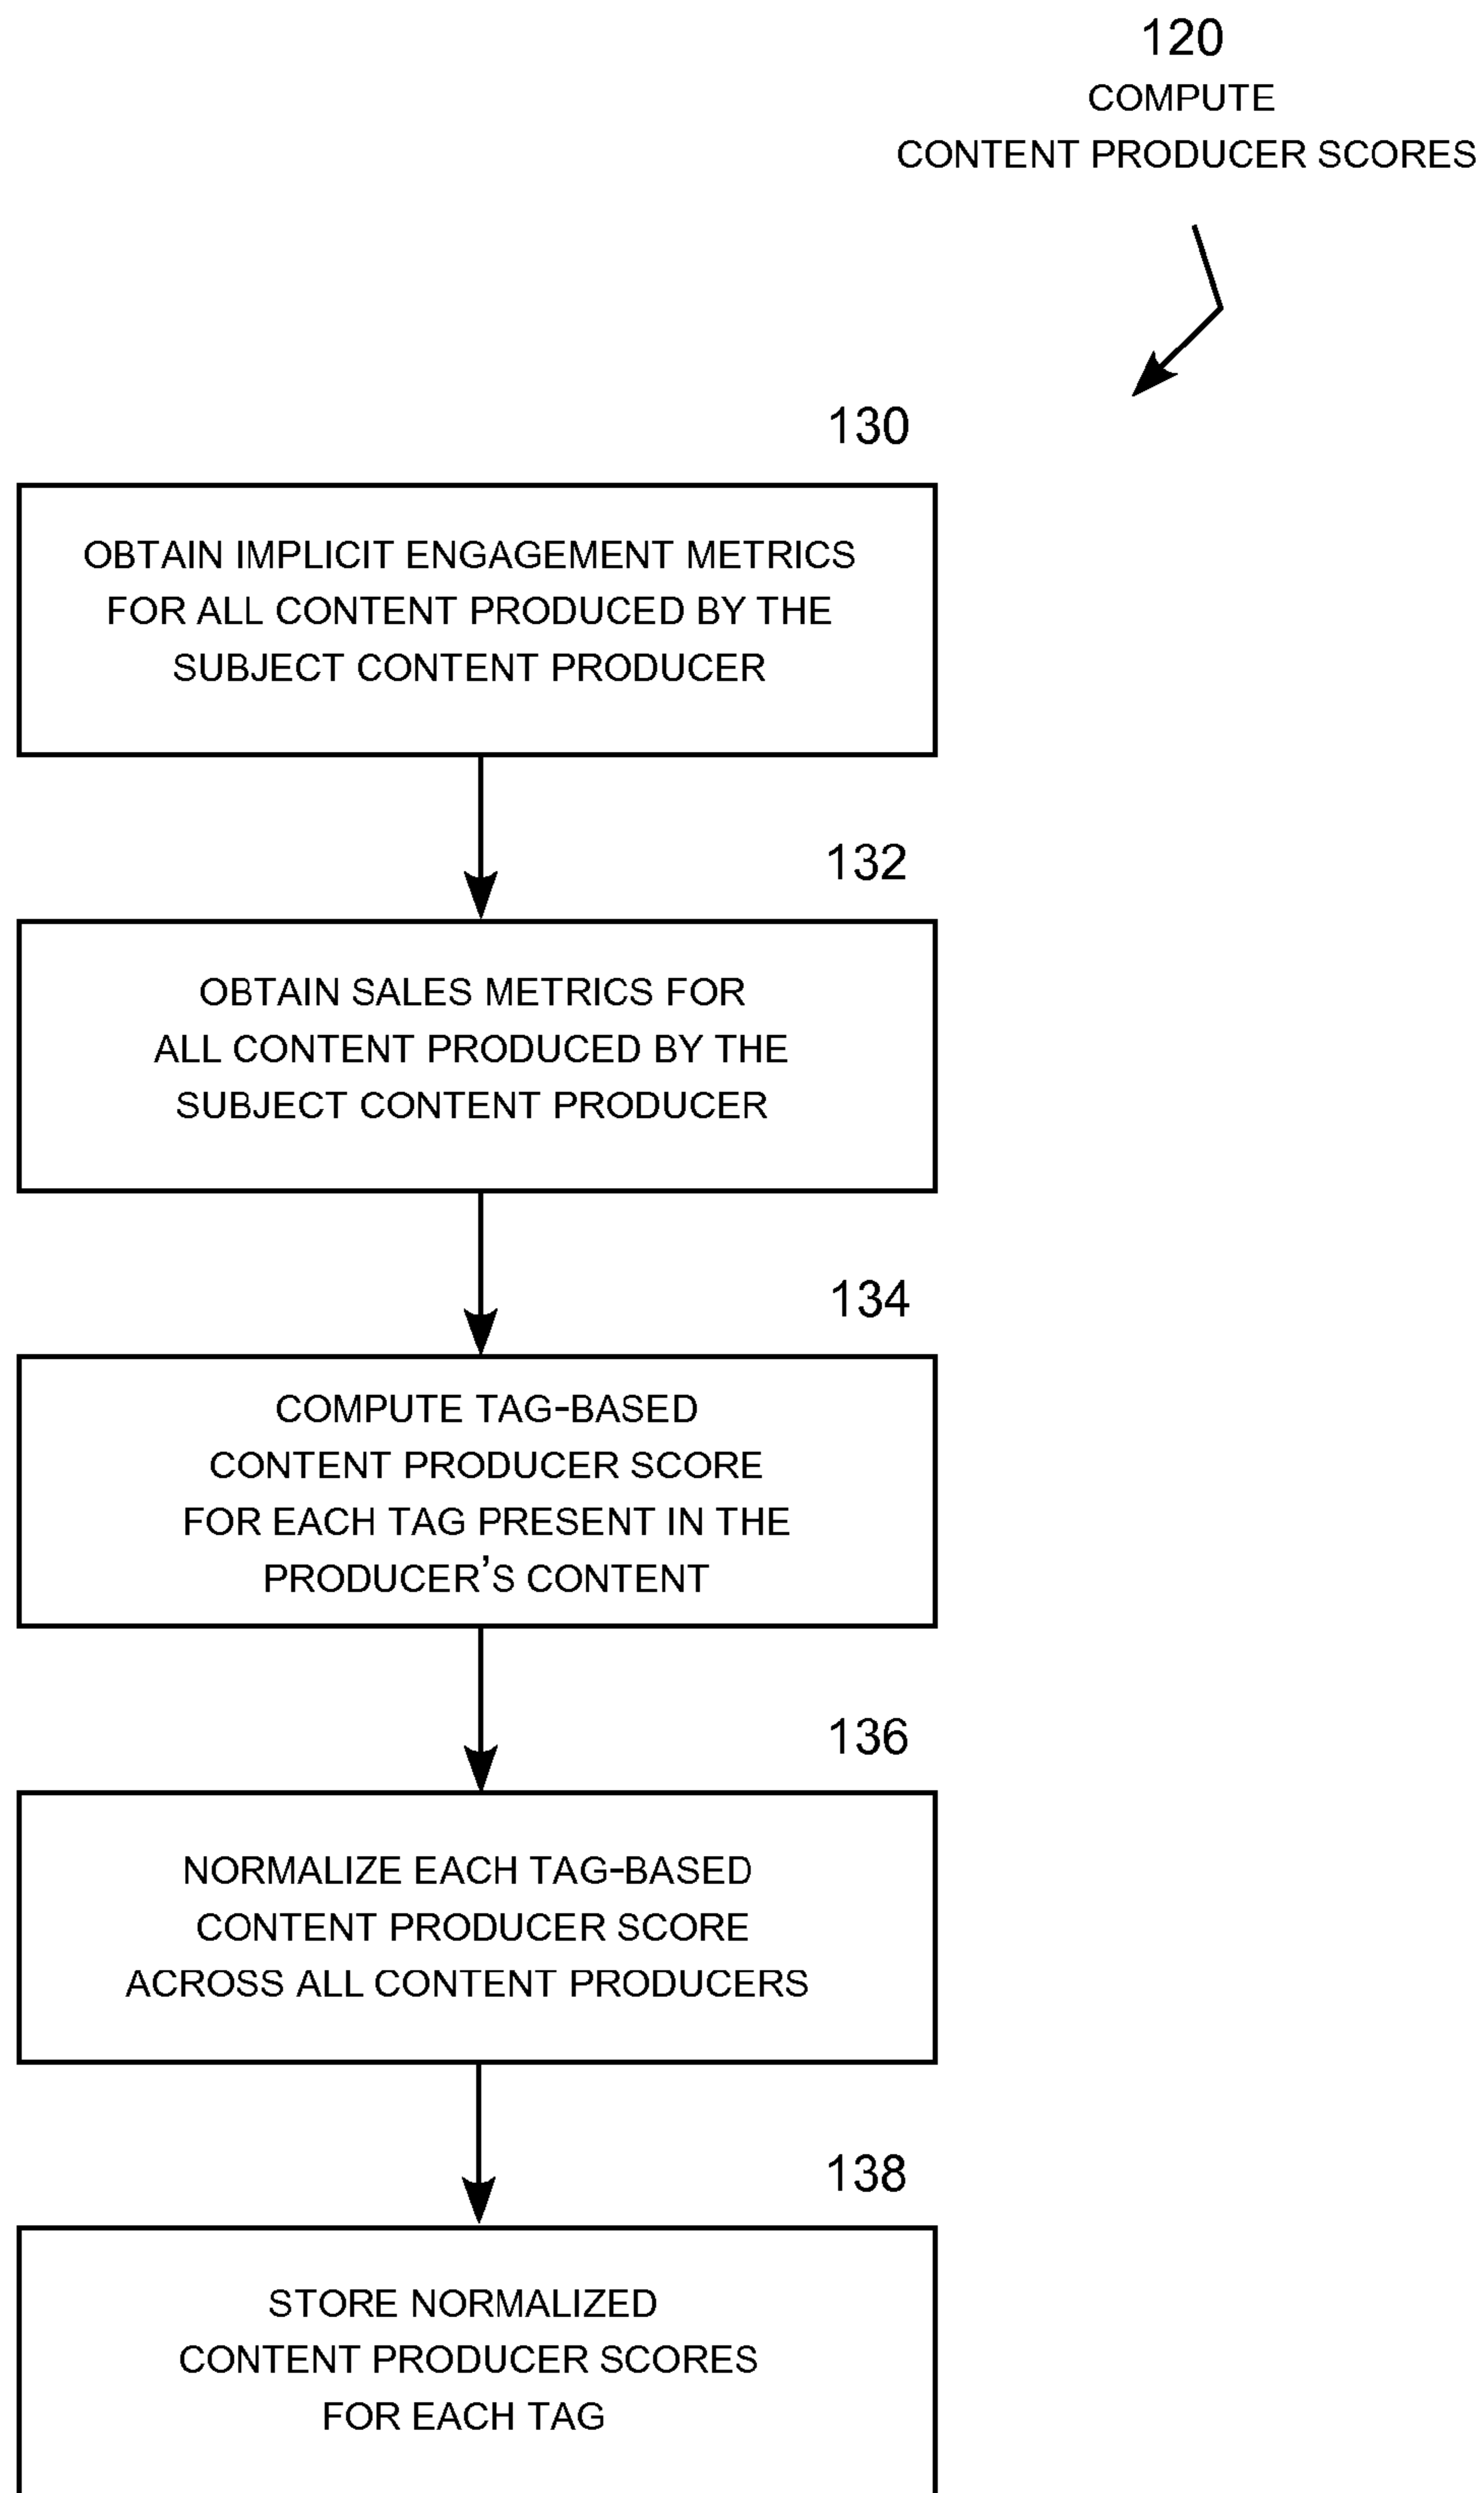 120
COMPUTE
CONTENT PRODUCER SCORES
130
OBTAIN IMPLICIT ENGAGEMENT METRICS
FOR ALL CONTENT PRODUCED BY THE
SUBJECT CONTENT PRODUCER
132
OBTAIN SALES METRICS FOR
ALL CONTENT PRODUCED BY THE
SUBJECT CONTENT PRODUCER
134
COMPUTE TAG-BASED
CONTENT PRODUCER SCORE
FOR EACH TAG PRESENT IN THE
PRODUCER'S CONTENT
136
NORMALIZE EACH TAG-BASED
CONTENT PRODUCER SCORE
ACROSS ALL CONTENT PRODUCERS
138
STORE NORMALIZED
CONTENT PRODUCER SCORES
FOR EACH TAG